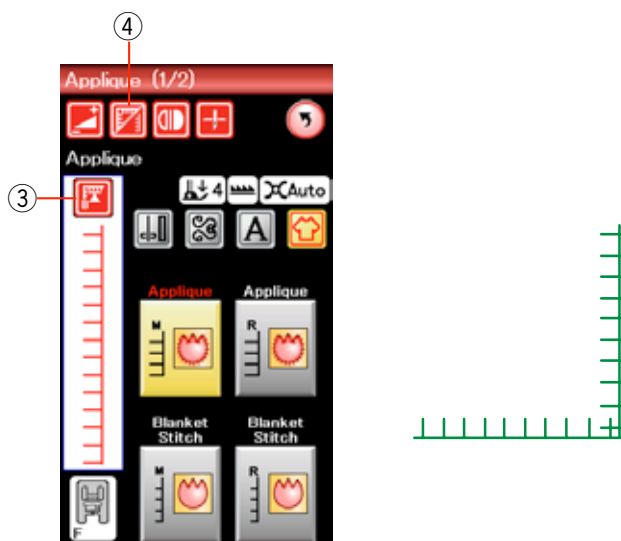 ④
Applique (1/2)
Applique
③
4 Auto
A
Applique Applique
M R
Blanket Stitch Blanket Stitch
M R
F